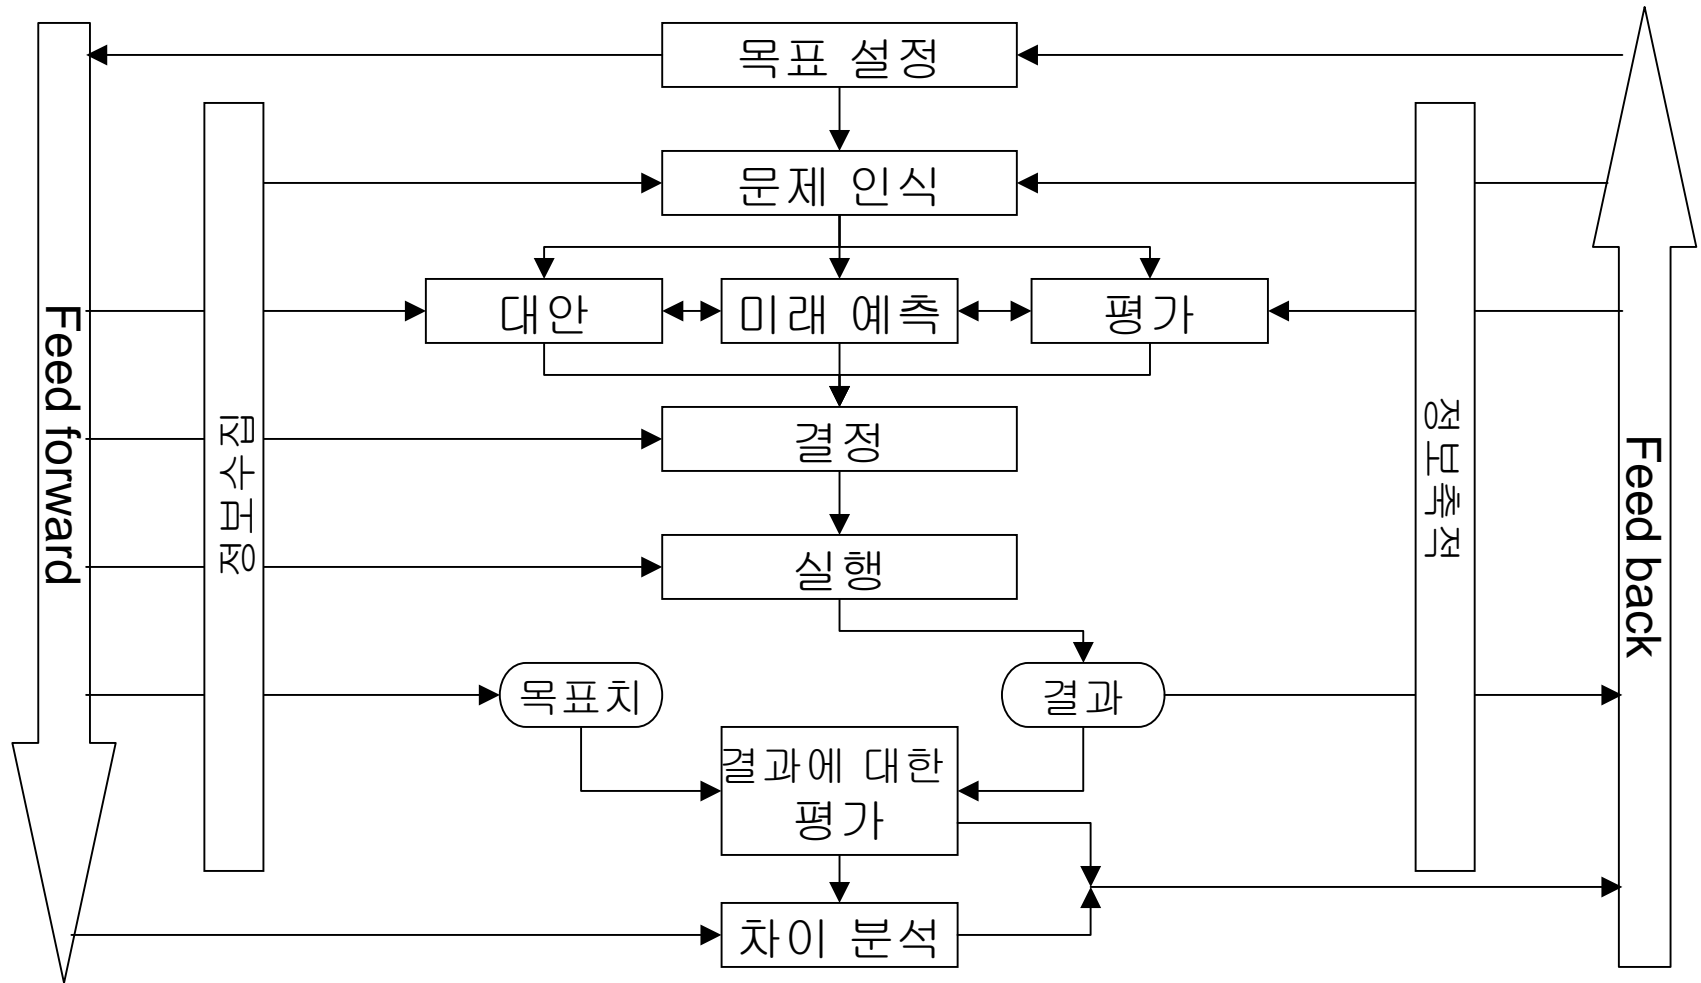 목표 설정
문제 인식
대안
미래 예측
평가
결정
실행
목표치
결과
결과에 대한
평가
차이 분석
Feed forward
정보수집
정보축적
Feed back